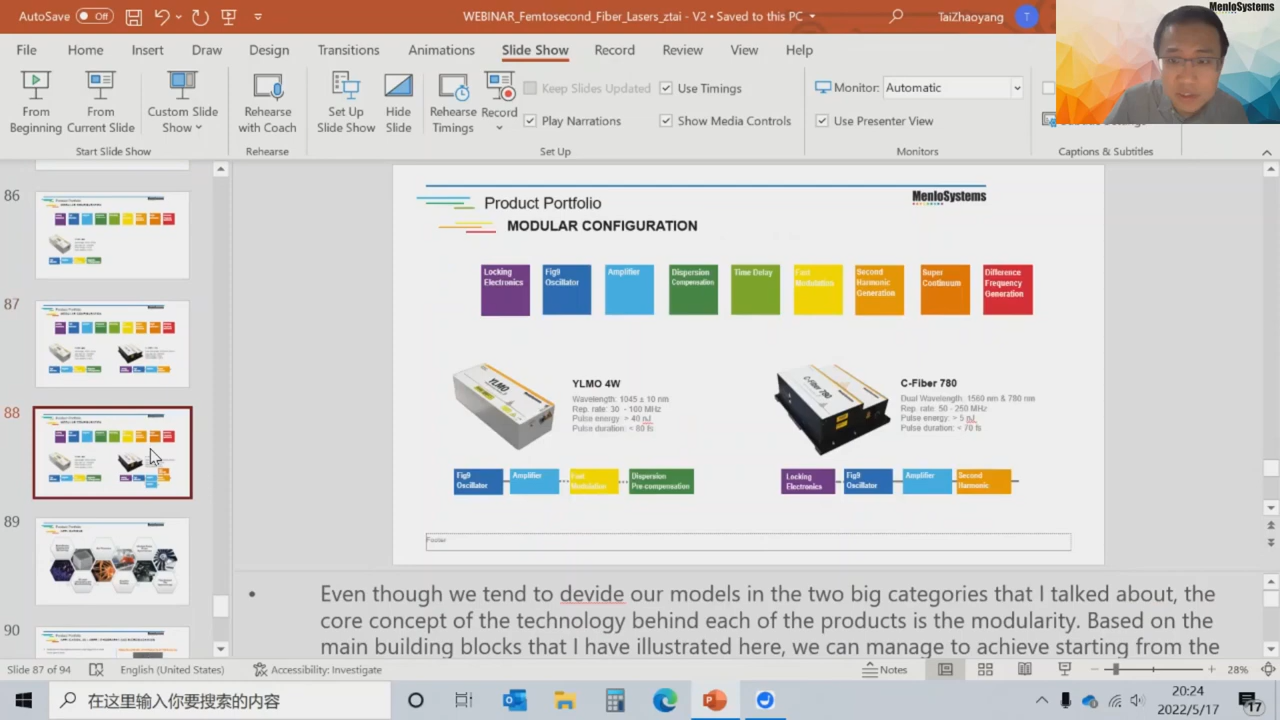 AutoSave Off
WEBINAR_Femtosecond_Fiber_Lasers_ztai - V2 • Saved to this PC
TaiZhaoyang T
MenloSystems
File Home Insert Draw Design Transitions Animations Slide Show Record Review View Help
From Beginning
From Current Slide
Custom Slide Show
Rehearse with Coach
Set Up Slide Show
Hide Slide
Rehearse Timings
Record
Keep Slides Updated
Play Narrations
Use Timings
Show Media Controls
Monitor: Automatic
Use Presenter View
Start Slide Show
Rehearse
Set Up
Monitors
Captions & Subtitles
86
87
88
89
90
Product Portfolio
MenloSystems
MODULAR CONFIGURATION
Locking Electronics
Fig9 Oscillator
Amplifier
Dispersion Compensation
Time Delay
Fast Modulation
Second Harmonic Generation
Super Continuum
Difference Frequency Generation
YLMO
YLMO 4W
Wavelength: 1045 ± 10 nm
Rep. rate: 30 - 100 MHz
Pulse energy: > 40 nJ
Pulse duration: < 80 fs
C-Fiber 780
C-Fiber 780
Dual Wavelength: 1560 nm & 780 nm
Rep. rate: 50 - 250 MHz
Pulse energy: > 5 nJ
Pulse duration: < 70 fs
Fig9 Oscillator
Amplifier
Fast Modulation
Dispersion Pre compensation
Locking Electronics
Fig9 Oscillator
Amplifier
Second Harmonic
Footer
• Even though we tend to devide our models in the two big categories that I talked about, the
core concept of the technology behind each of the products is the modularity. Based on the
main building blocks that I have illustrated here, we can manage to achieve starting from the
Slide 87 of 94 English (United States) Accessibility: Investigate Notes 28%
在这里输入你要搜索的内容
20:24
2022/5/17
17